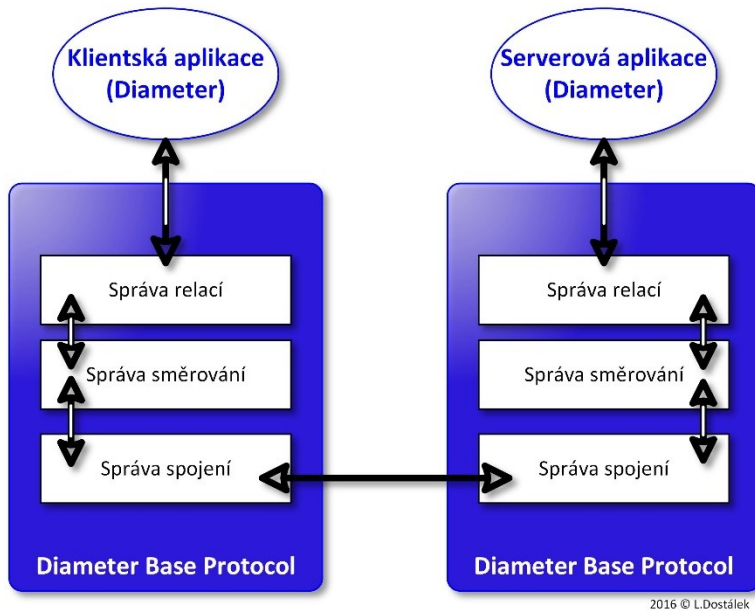 Klientská aplikace
(Diameter)
Serverová aplikace
(Diameter)
Správa relací
Správa směrování
Správa spojení
Diameter Base Protocol
Správa relací
Správa směrování
Správa spojení
Diameter Base Protocol
2016 © L.Dostálek